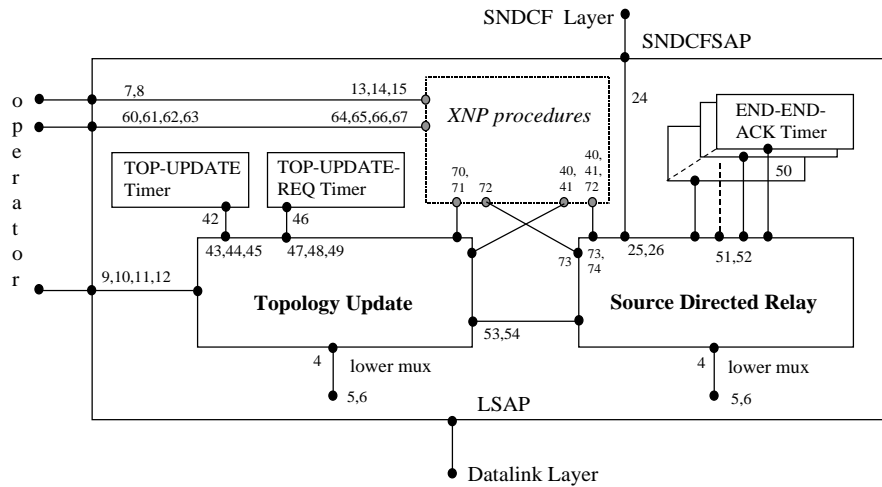 SNDCF Layer
SNDCFSAP
operator
7,8
13,14,15
60,61,62,63
64,65,66,67
XNP procedures
24
END-END-
ACK Timer
50
TOP-UPDATE
Timer
TOP-UPDATE-
REQ Timer
70,
71
72
40,
41
40,
41,
72
42
46
43,44,45
47,48,49
73
73,
74
25,26
51,52
9,10,11,12
Topology Update
Source Directed Relay
53,54
4
lower mux
5,6
4
lower mux
5,6
LSAP
Datalink Layer